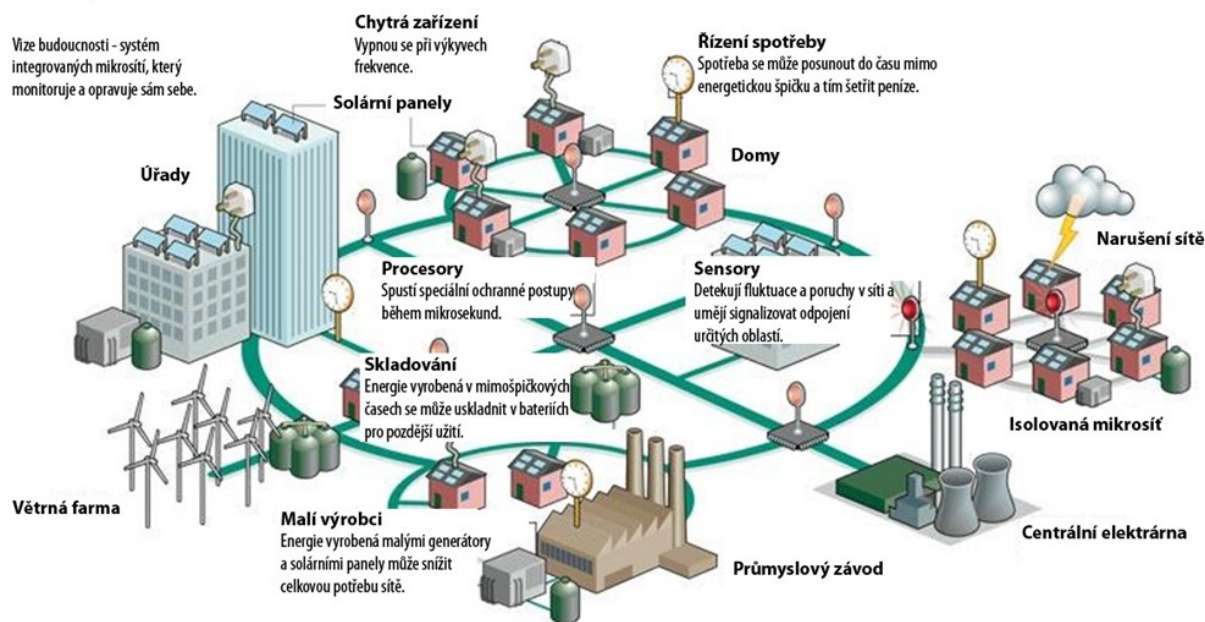 Vize budoucnosti - systém
integrovaných mikrosítí, který
monitoruje a opravuje sám sebe.
Chytrá zařízení
Vypnou se při výkyvech
frekvence.
Řízení spotřeby
Spotřeba se může posunout do času mimo
energetickou špičku a tím šetřit peníze.
Solární panely
Úřady
Domy
Narušení sítě
Procesory
Spustí speciální ochranné postupy
během mikrosekund.
Sensory
Detekují fluktuace a poruchy v síti a
umějí signalizovat odpojení
určitých oblastí.
Skladování
Energie vyrobená v mimošpičkových
časech se může uskladnit v bateriích
pro pozdější užití.
Isolovaná mikrosíť
Větrná farma
Malí výrobci
Energie vyrobená malými generátory
a solárními panely může snížit
celkovou potřebu sítě.
Průmyslový závod
Centrální elektrárna